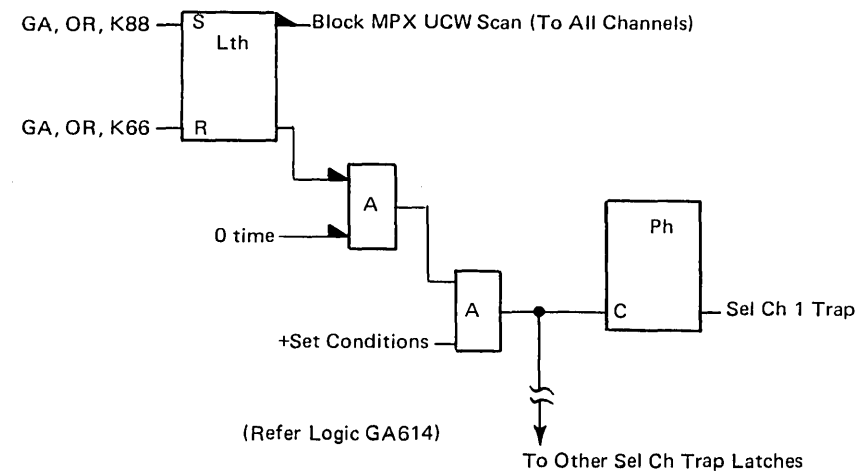 GA, OR, K88
S
Block MPX UCW Scan (To All Channels)
Lth
GA, OR, K66
R
A
0 time
Ph
A
C
Sel Ch 1 Trap
+Set Conditions
(Refer Logic GA614)
To Other Sel Ch Trap Latches